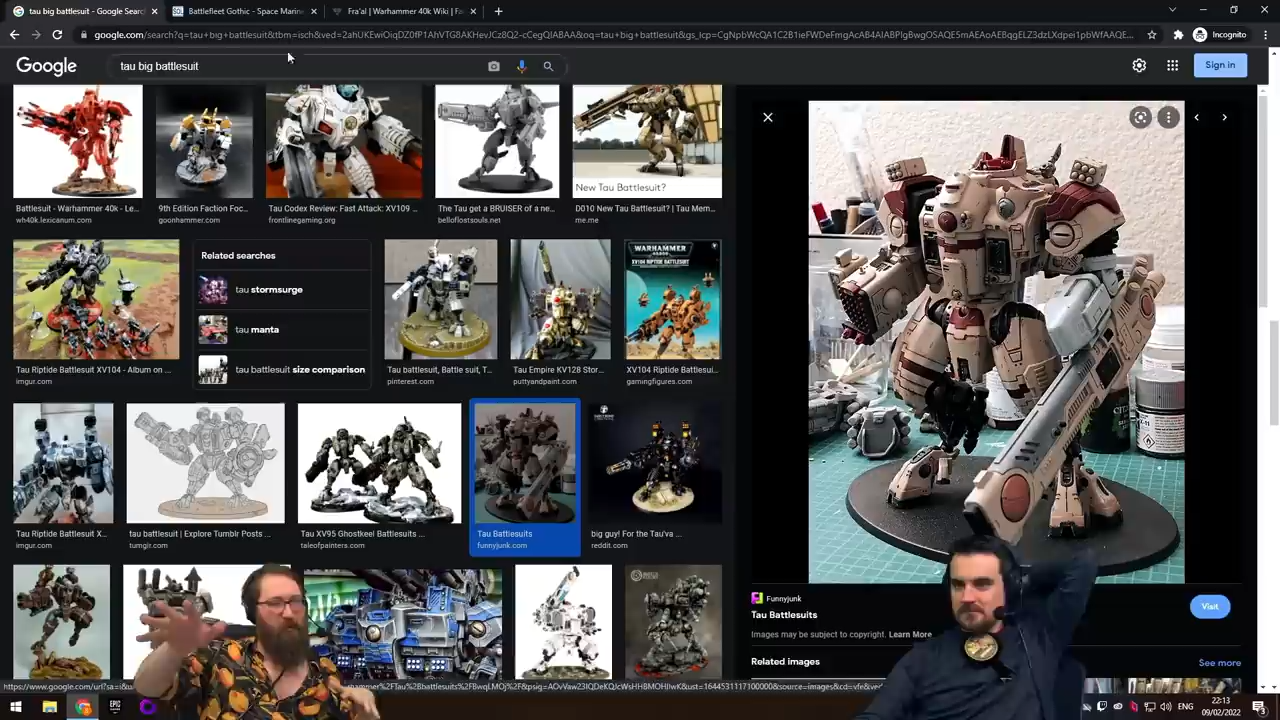 tau big battlesuit - Google Sear
Battlefleet Gothic - Space Marin
Fra'al | Warhammer 40k Wiki | Fa
Incognito
Google
tau big battlesuit
Sign in
Battlesuit - Warhammer 40k - Le...
wh40k.lexicanum.com
9th Edition Faction Foc...
goonhammer.com
Tau Codex Review: Fast Attack: XV109 ...
frontlinegaming.org
The Tau get a BRUISER of a ne...
belloflostsouls.net
New Tau Battlesuit?
D010 New Tau Battlesuit? | Tau Mem...
me.me
Related searches
tau stormsurge
tau manta
tau battlesuit size comparison
WARHAMMER
XV104 RIPTIDE BATTLESUIT
Tau Riptide Battlesuit XV104 - Album on ...
imgur.com
Tau battlesuit, Battle suit, T...
pinterest.com
Tau Empire KV128 Stor...
puttyandpaint.com
XV104 Riptide Battlesui...
gamingfigures.com
Tau Riptide Battlesuit X...
imgur.com
tau battlesuit | Explore Tumblr Posts ...
tumgir.com
Tau XV95 Ghostkeel Battlesuits ...
taleofpainters.com
Tau Battlesuits
funnyjunk.com
big guy! For the Tau'va ...
reddit.com
Funnyjunk
Tau Battlesuits
Visit
Images may be subject to copyright. Learn More
Related images
See more
EPIC
22:13
09/02/2022